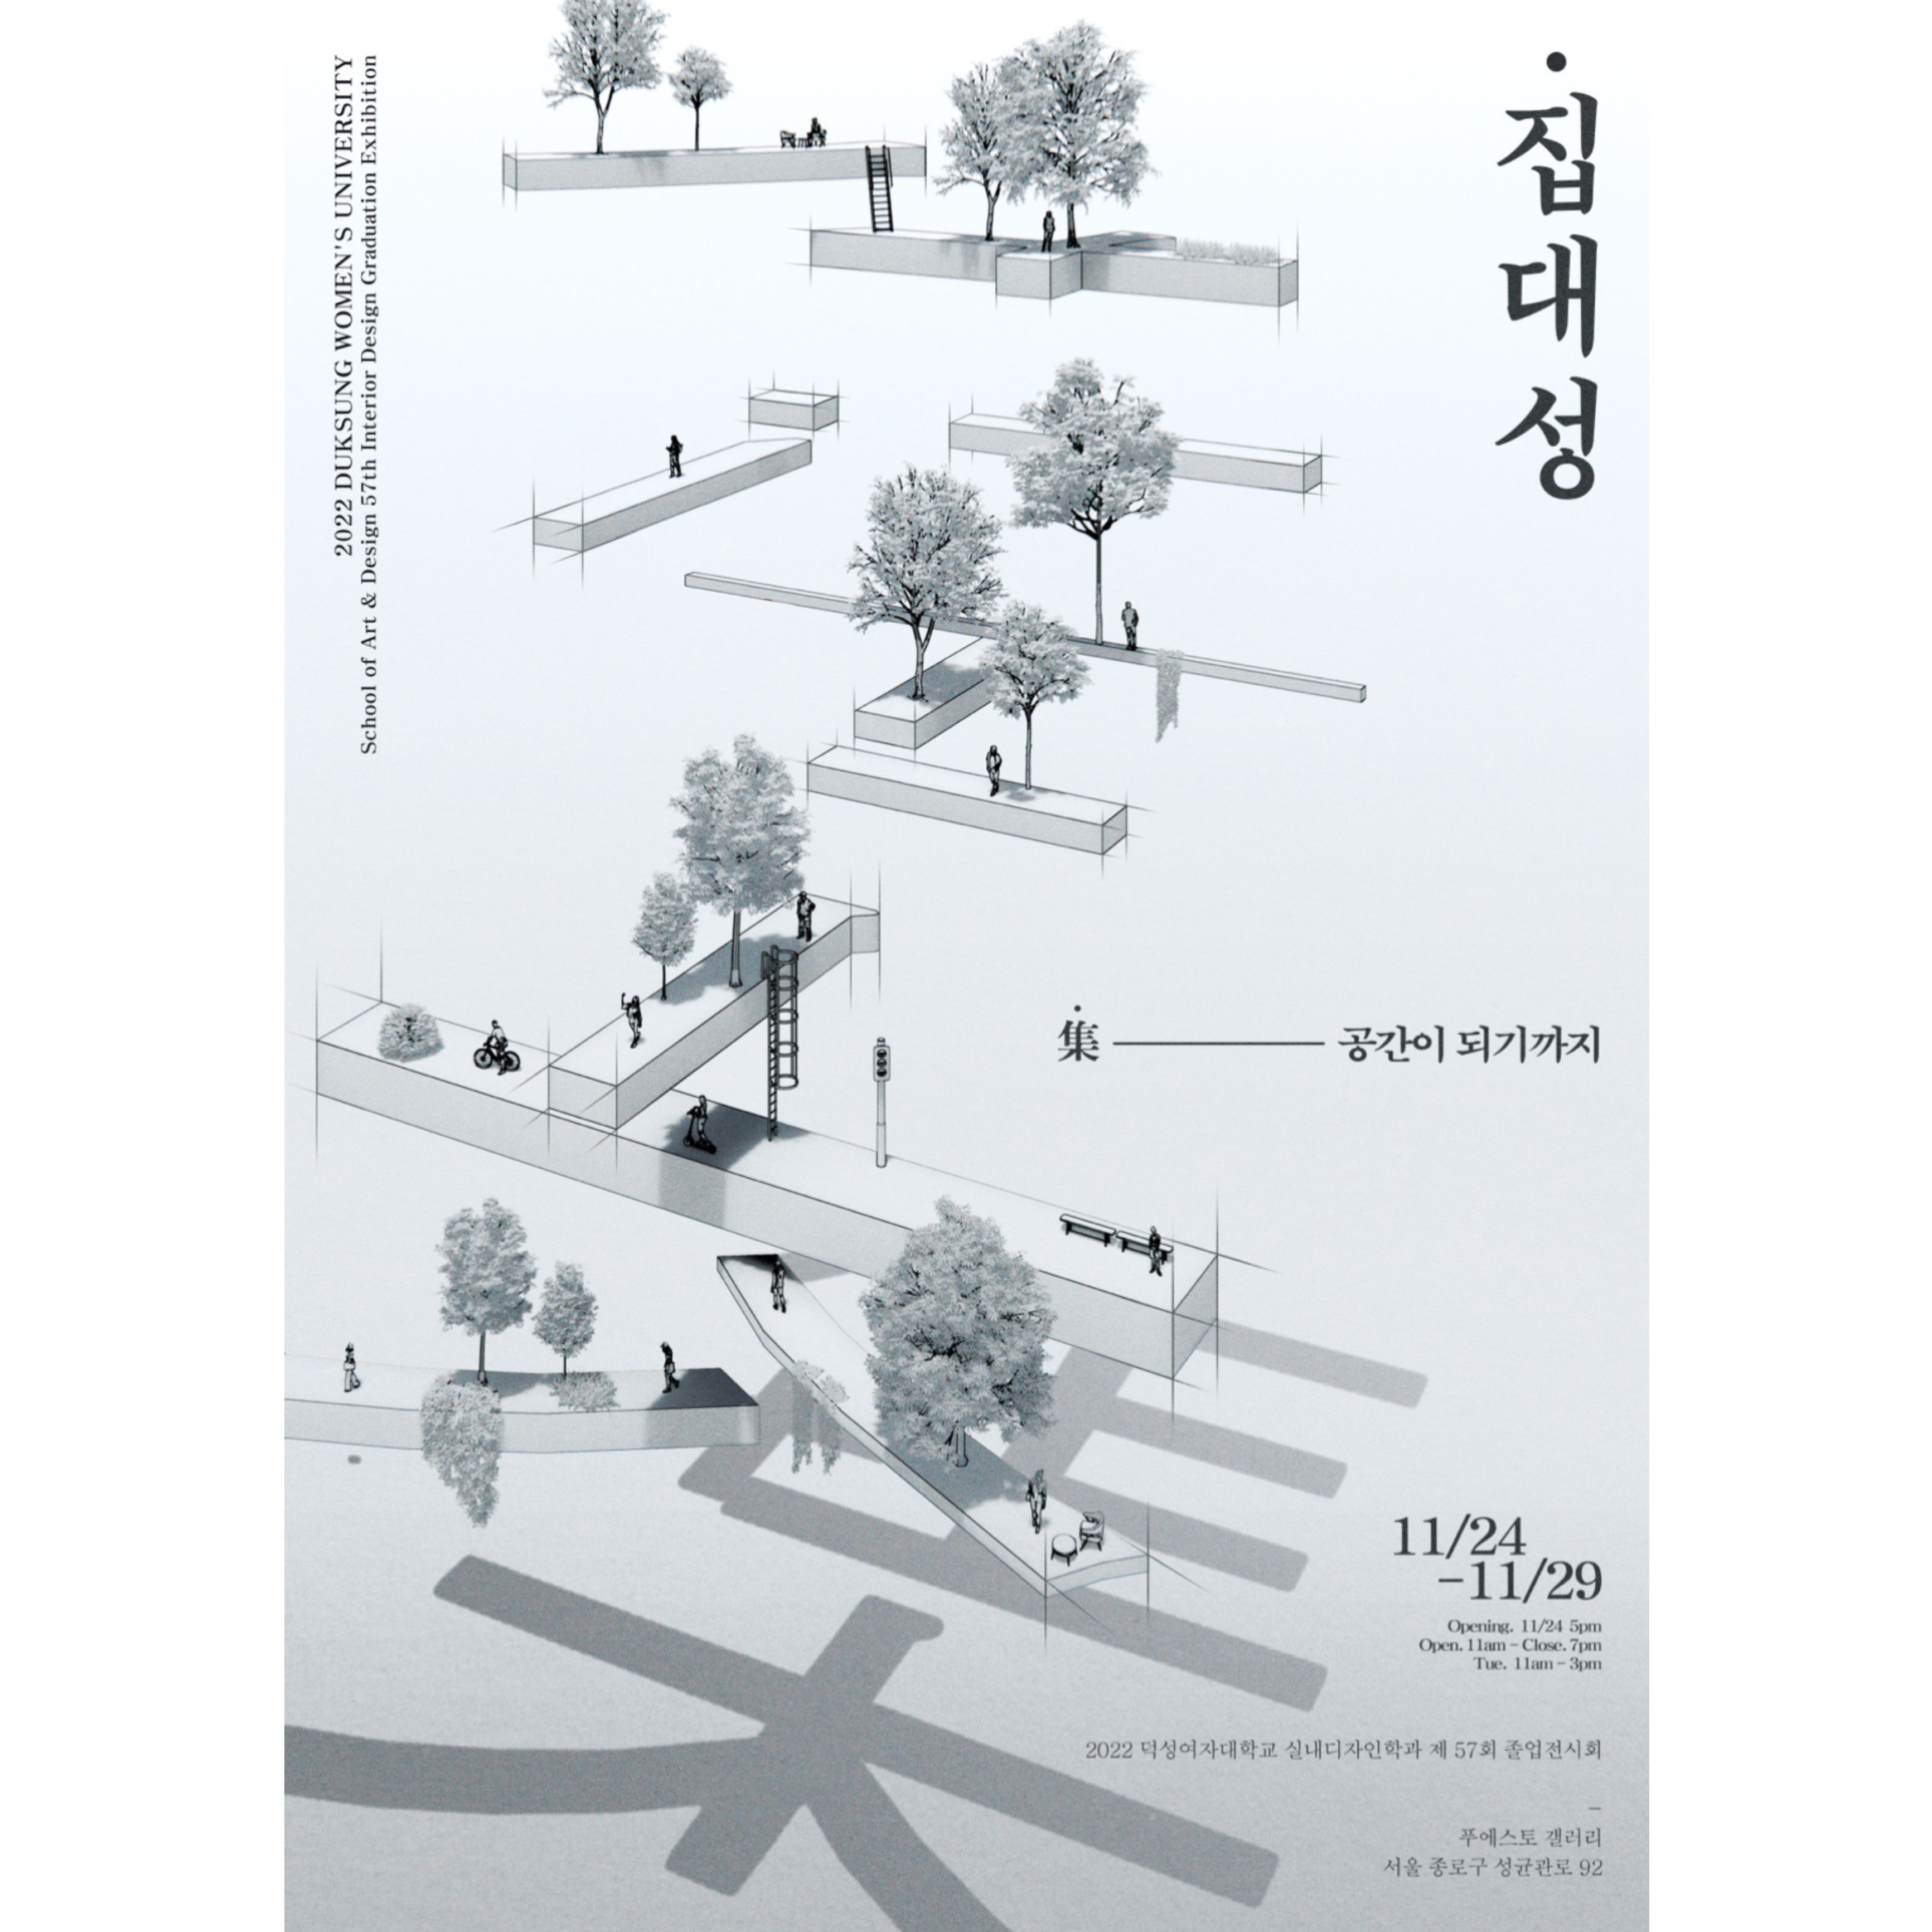 2022 DUKSUNG WOMEN'S UNIVERSITY
School of Art & Design 57th Interior Design Graduation Exhibition
집대성
集 — 공간이 되기까지
11/24
-11/29
Opening. 11/24 5pm
Open. 11am - Close. 7pm
Tue. 11am - 3pm
2022 덕성여자대학교 실내디자인학과 제 57회 졸업전시회
–
푸에스토 갤러리
서울 종로구 성균관로 92